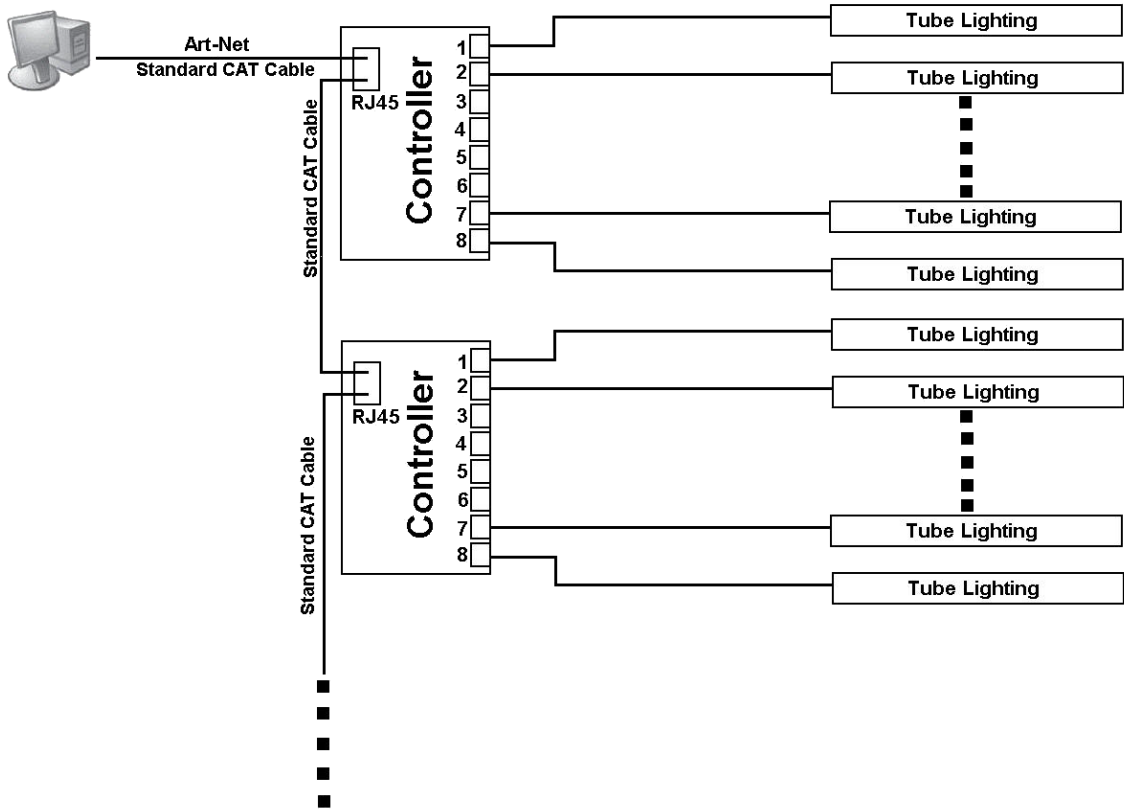 Art-Net
Standard CAT Cable
RJ45
Controller
1
2
3
4
5
6
7
8
Tube Lighting
Tube Lighting
Tube Lighting
Tube Lighting
Standard CAT Cable
RJ45
Controller
1
2
3
4
5
6
7
8
Tube Lighting
Tube Lighting
Tube Lighting
Tube Lighting
Standard CAT Cable